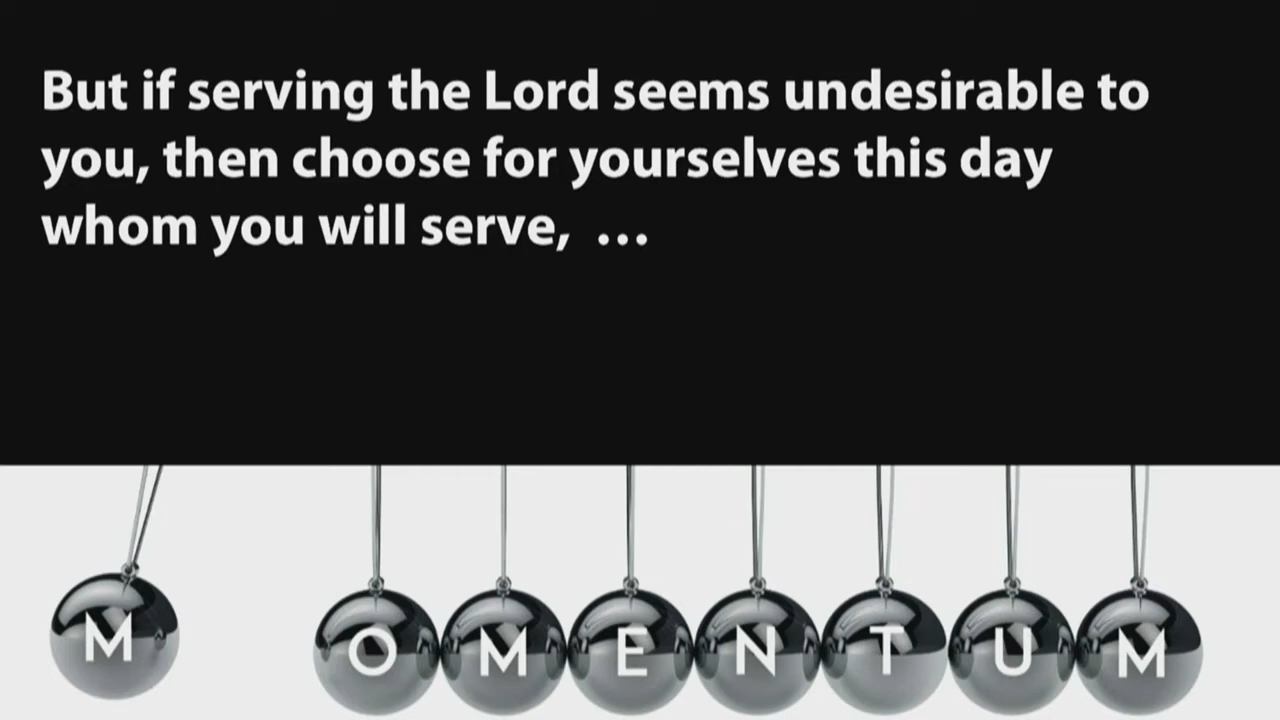 But if serving the Lord seems undesirable to
you, then choose for yourselves this day
whom you will serve,  ...
MOMENTUM